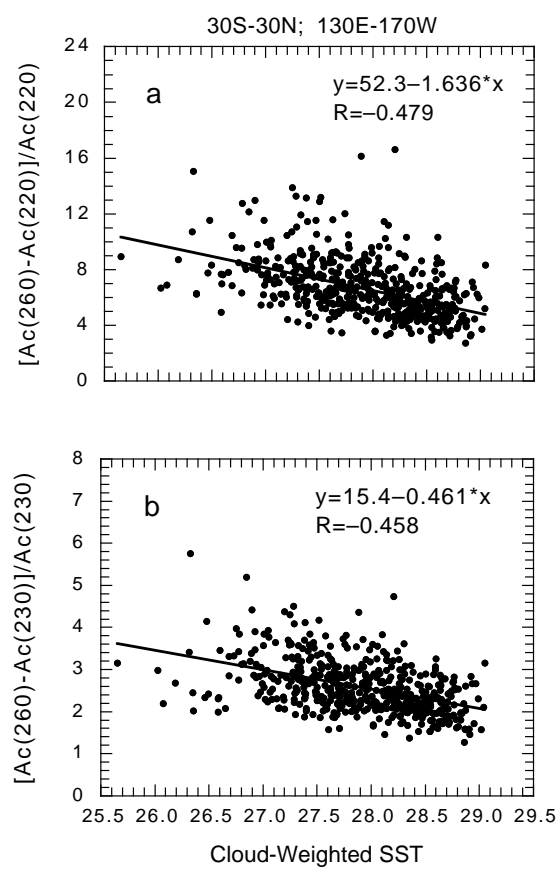 30S-30N; 130E-170W
24
20
16
12
8
4
0
[Ac(260)-Ac(220)]/Ac(220)
a
y=52.3–1.636*x
R=–0.479
8
7
6
5
4
3
2
1
0
[Ac(260)-Ac(230)]/Ac(230)
b
y=15.4–0.461*x
R=–0.458
25.5 26.0 26.5 27.0 27.5 28.0 28.5 29.0 29.5
Cloud-Weighted SST